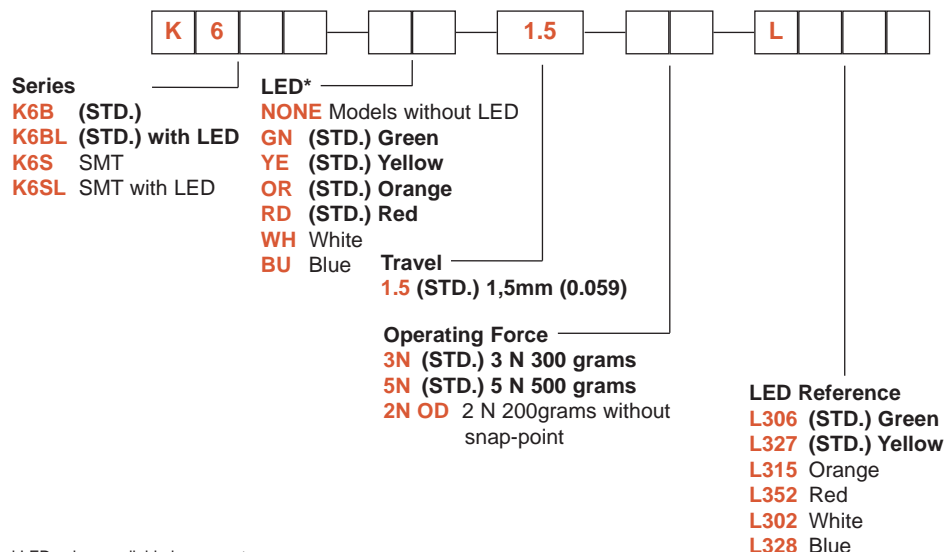 K 6 1.5 L
Series
K6B (STD.)
K6BL (STD.) with LED
K6S SMT
K6SL SMT with LED
LED*
NONE Models without LED
GN (STD.) Green
YE (STD.) Yellow
OR (STD.) Orange
RD (STD.) Red
WH White
BU Blue
Travel
1.5 (STD.) 1,5mm (0.059)
Operating Force
3N (STD.) 3 N 300 grams
5N (STD.) 5 N 500 grams
2N OD 2 N 200grams without
snap-point
LED Reference
L306 (STD.) Green
L327 (STD.) Yellow
L315 Orange
L352 Red
L302 White
L328 Blue